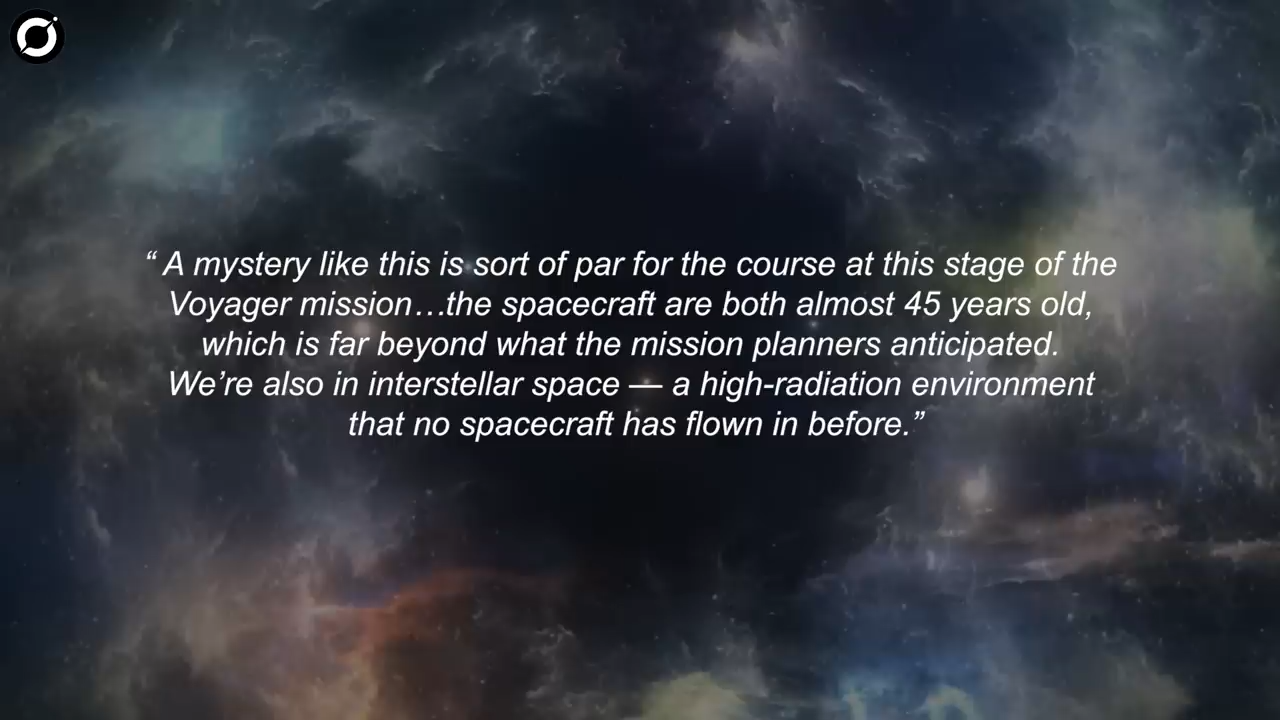 “ A mystery like this is sort of par for the course at this stage of the
Voyager mission…the spacecraft are both almost 45 years old,
which is far beyond what the mission planners anticipated.
We’re also in interstellar space — a high-radiation environment
that no spacecraft has flown in before.”